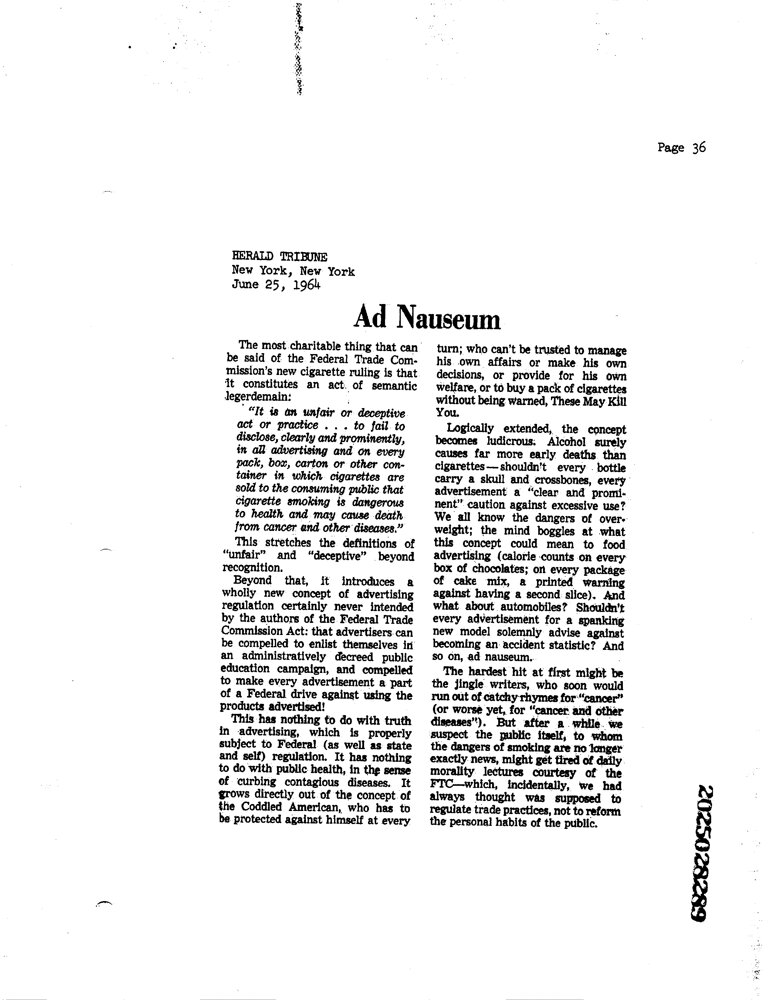 Page 36
HERALD TRIBUNE
New York, New York
June 25, 1964
Ad Nauseum
The most charitable thing that can
be said of the Federal Trade Com-
mission's new cigarette ruling is that
it constitutes an act of semantic
legerdemain:
"It is an unfair or deceptive
act or practice . . . to fail to
disclose, clearly and prominently,
in all advertising and on every
pack, box, carton or other con-
tainer in which cigarettes are
sold to the consuming public that
cigarette smoking is dangerous
to health and may cause death
from cancer and other diseases."
This stretches the definitions of
"unfair" and "deceptive" beyond
recognition.
Beyond that, it introduces a
wholly new concept of advertising
regulation certainly never intended
by the authors of the Federal Trade
Commission Act: that advertisers can
be compelled to enlist themselves in
an administratively decreed public
education campaign, and compelled
to make every advertisement a part
of a Federal drive against using the
products advertised!
This has nothing to do with truth
in advertising, which is properly
subject to Federal (as well as state
and self) regulation. It has nothing
to do with public health, in the sense
of curbing contagious diseases. It
grows directly out of the concept of
the Coddled American, who has to
be protected against himself at every
turn; who can't be trusted to manage
his own affairs or make his own
decisions, or provide for his own
welfare, or to buy a pack of cigarettes
without being warned, These May Kill
You.
Logically extended, the concept
becomes ludicrous. Alcohol surely
causes far more early deaths than
cigarettes—shouldn't every bottle
carry a skull and crossbones, every
advertisement a "clear and promi-
nent" caution against excessive use?
We all know the dangers of over-
weight; the mind boggles at what
this concept could mean to food
advertising (calorie counts on every
box of chocolates; on every package
of cake mix, a printed warning
against having a second slice). And
what about automobiles? Shouldn't
every advertisement for a spanking
new model solemnly advise against
becoming an accident statistic? And
so on, ad nauseum.
The hardest hit at first might be
the jingle writers, who soon would
run out of catchy rhymes for "cancer"
(or worse yet, for "cancer and other
diseases"). But after a while we
suspect the public itself, to whom
the dangers of smoking are no longer
exactly news, might get tired of daily
morality lectures courtesy of the
FTC—which, incidentally, we had
always thought was supposed to
regulate trade practices, not to reform
the personal habits of the public.
2025028289